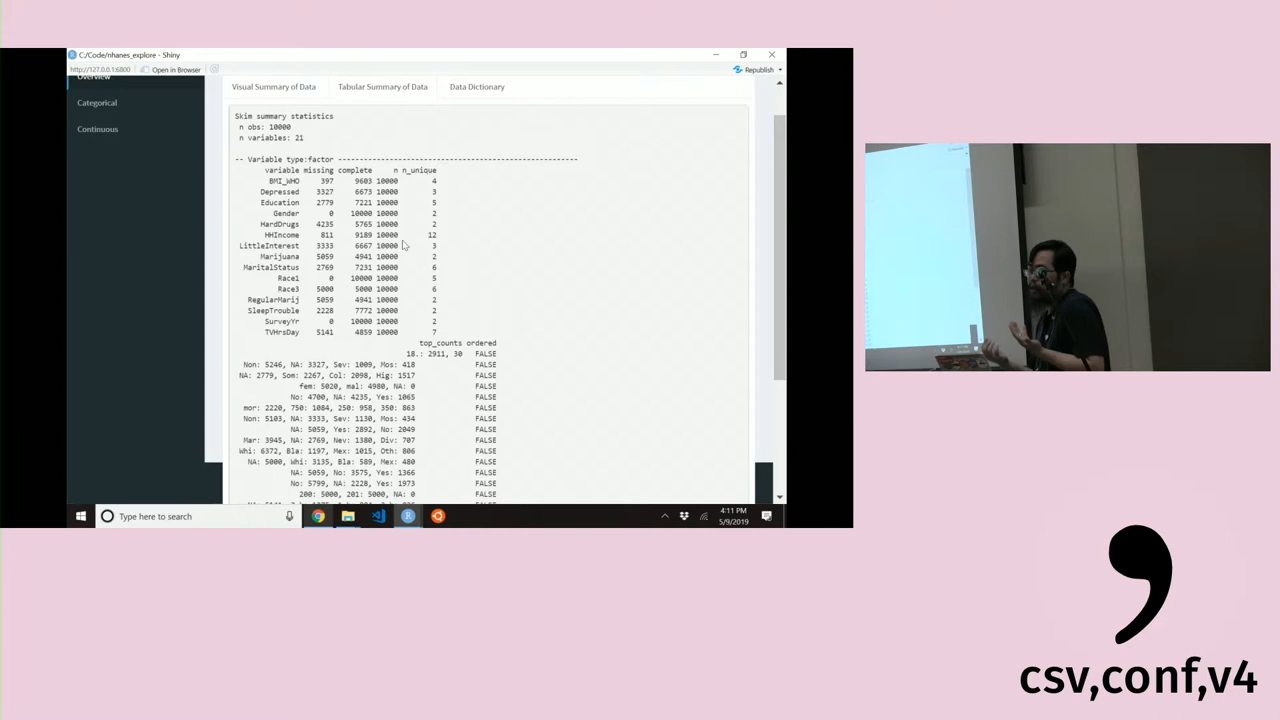 C:/Code/nhanes_explore - Shiny
http://127.0.0.1:6800 Open in Browser Republish
Overview
Categorical
Continuous
Visual Summary of Data Tabular Summary of Data Data Dictionary
Skim summary statistics
n obs: 10000
n variables: 21
-- Variable type:factor --------------------------------------------------------
variable missing complete n n_unique
BMI_WHO 397 9603 10000 4
Depressed 3327 6673 10000 3
Education 2779 7221 10000 5
Gender 0 10000 10000 2
HardDrugs 4235 5765 10000 2
HHIncome 811 9189 10000 12
LittleInterest 3333 6667 10000 3
Marijuana 5059 4941 10000 2
MaritalStatus 2769 7231 10000 6
Race1 0 10000 10000 5
Race3 5000 5000 10000 6
RegularMarij 5059 4941 10000 2
SleepTrouble 2228 7772 10000 2
SurveyYr 0 10000 10000 2
TVHrsDay 5141 4859 10000 7
top_counts ordered
18.: 2911, 30 FALSE
Non: 5246, NA: 3327, Sev: 1009, Mos: 418 FALSE
NA: 2779, Som: 2267, Col: 2098, Hig: 1517 FALSE
fem: 5020, mal: 4980, NA: 0 FALSE
No: 4700, NA: 4235, Yes: 1065 FALSE
mor: 2220, 750: 1084, 250: 958, 350: 863 FALSE
Non: 5103, NA: 3333, Sev: 1130, Mos: 434 FALSE
NA: 5059, Yes: 2892, No: 2049 FALSE
Mar: 3945, NA: 2769, Nev: 1380, Div: 707 FALSE
Whi: 6372, Bla: 1197, Mex: 1015, Oth: 806 FALSE
NA: 5000, Whi: 3135, Bla: 589, Mex: 480 FALSE
NA: 5059, No: 3575, Yes: 1366 FALSE
No: 5799, NA: 2228, Yes: 1973 FALSE
200: 5000, 201: 5000, NA: 0 FALSE
Type here to search
4:11 PM
5/9/2019
csv,conf,v4